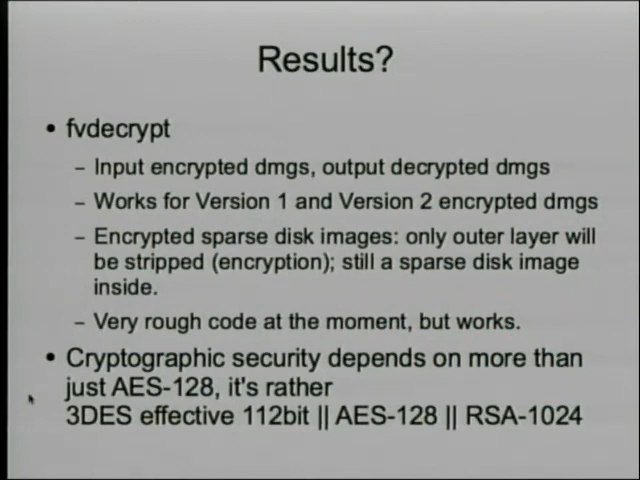 Results?
• fvdecrypt
– Input encrypted dmgs, output decrypted dmgs
– Works for Version 1 and Version 2 encrypted dmgs
– Encrypted sparse disk images: only outer layer will
be stripped (encryption); still a sparse disk image
inside.
– Very rough code at the moment, but works.
• Cryptographic security depends on more than
just AES-128, it's rather
3DES effective 112bit || AES-128 || RSA-1024